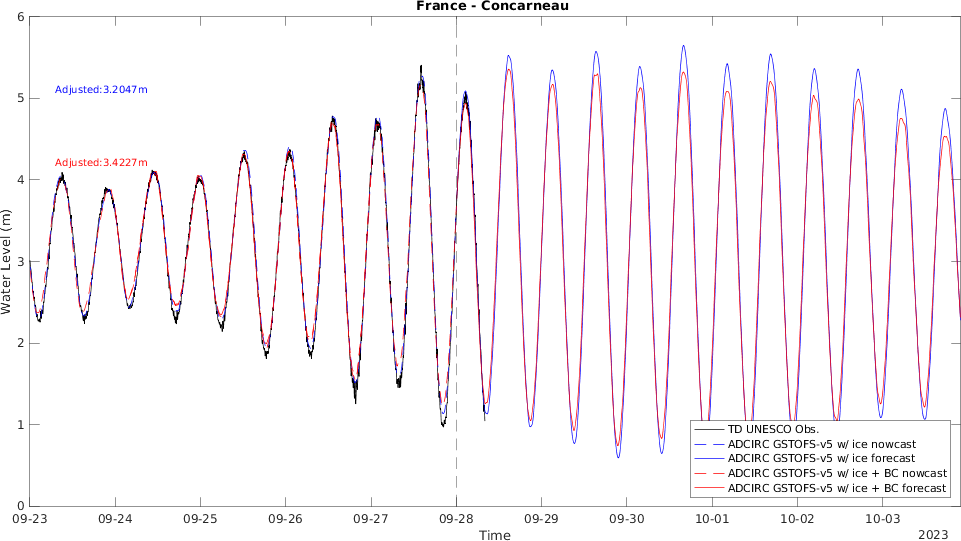 France - Concarneau
Water Level (m)
6
5
4
3
2
1
0
Adjusted:3.2047m
Adjusted:3.4227m
TD UNESCO Obs.
ADCIRC GSTOFS-v5 w/ ice nowcast
ADCIRC GSTOFS-v5 w/ ice forecast
ADCIRC GSTOFS-v5 w/ ice + BC nowcast
ADCIRC GSTOFS-v5 w/ ice + BC forecast
09-23 09-24 09-25 09-26 09-27 09-28 09-29 09-30 10-01 10-02 10-03
Time
2023